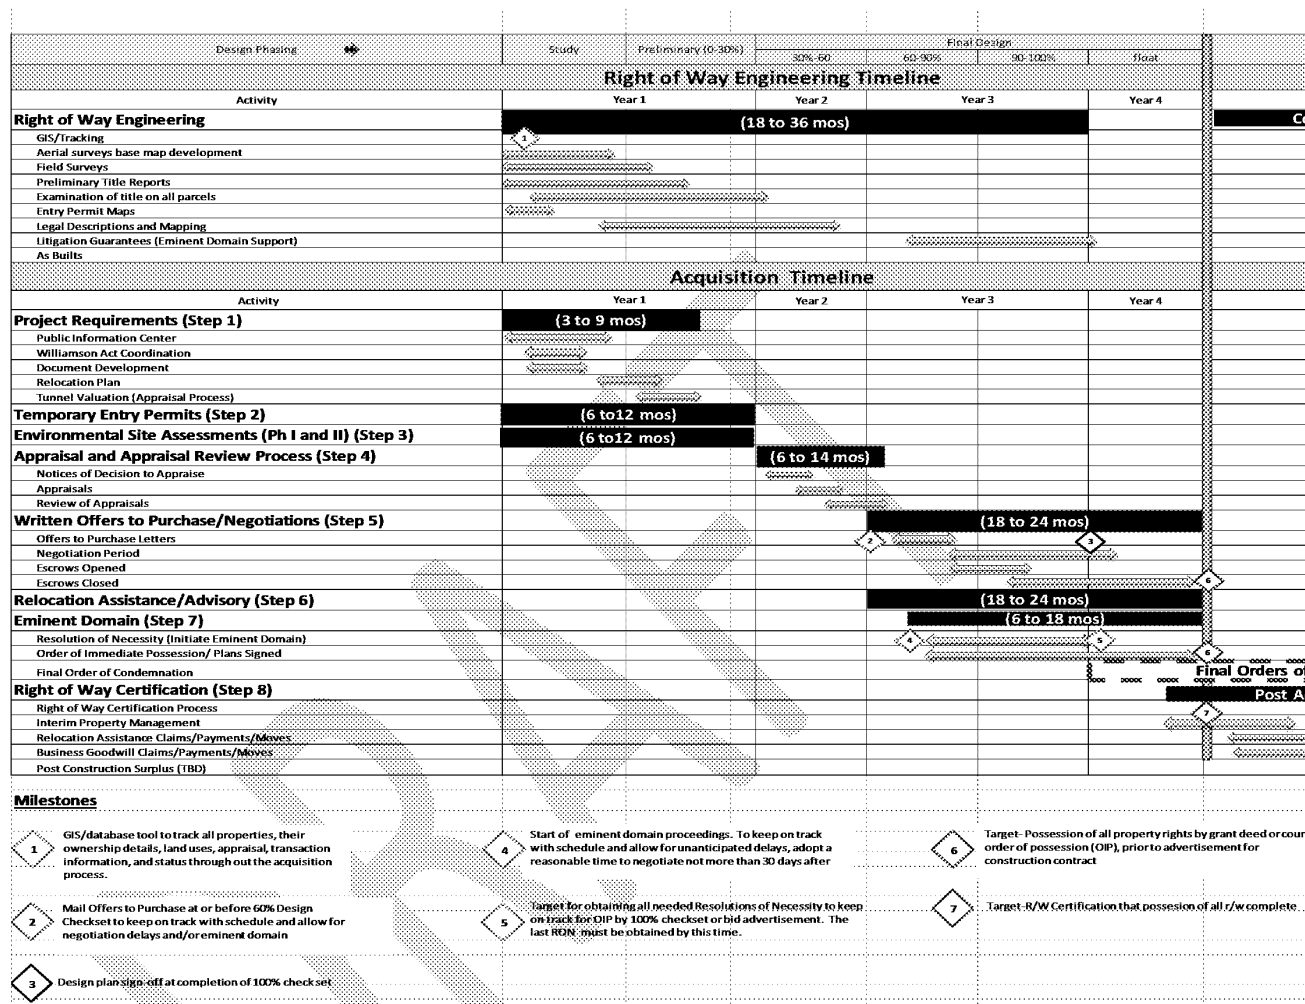 Design Phasing Study Preliminary (0-30%) Final Design
30%-60 60-90% 90-100% float
Right of Way Engineering Timeline
Activity Year 1 Year 2 Year 3 Year 4
Right of Way Engineering (18 to 36 mos) Co
GIS/Tracking 1
Aerial surveys base map development
Field Surveys
Preliminary Title Reports
Examination of title on all parcels
Entry Permit Maps
Legal Descriptions and Mapping
Litigation Guarantees (Eminent Domain Support)
As Builts
Acquisition Timeline
Activity Year 1 Year 2 Year 3 Year 4
Project Requirements (Step 1) (3 to 9 mos)
Public Information Center
Williamson Act Coordination
Document Development
Relocation Plan
Tunnel Valuation (Appraisal Process)
Temporary Entry Permits (Step 2) (6 to12 mos)
Environmental Site Assessments (Ph I and II) (Step 3) (6 to12 mos)
Appraisal and Appraisal Review Process (Step 4) (6 to 14 mos)
Notices of Decision to Appraise
Appraisals
Review of Appraisals
Written Offers to Purchase/Negotiations (Step 5) (18 to 24 mos)
Offers to Purchase Letters 2 3
Negotiation Period
Escrows Opened
Escrows Closed 6
Relocation Assistance/Advisory (Step 6) (18 to 24 mos)
Eminent Domain (Step 7) (6 to 18 mos)
Resolution of Necessity (Initiate Eminent Domain) 4 5
Order of Immediate Possession/ Plans Signed 6
Final Order of Condemnation Final Orders of
Right of Way Certification (Step 8) Post A
Right of Way Certification Process 7
Interim Property Management
Relocation Assistance Claims/Payments/Moves
Business Goodwill Claims/Payments/Moves
Post Construction Surplus (TBD)
DRAFT
Milestones
1
GIS/database tool to track all properties, their
ownership details, land uses, appraisal, transaction
information, and status through out the acquisition
process.
2
Mail Offers to Purchase at or before 60% Design
Checkset to keep on track with schedule and allow for
negotiation delays and/or eminent domain
3 Design plan sign-off at completion of 100% check set
4
Start of eminent domain proceedings. To keep on track
with schedule and allow for unanticipated delays, adopt a
reasonable time to negotiate not more than 30 days after
5
Target for obtaining all needed Resolutions of Necessity to keep
on track for OIP by 100% checkset or bid advertisement. The
last RON must be obtained by this time.
6
Target- Possession of all property rights by grant deed or cour
order of possession (OIP), prior to advertisement for
construction contract
7 Target-R/W Certification that possesion of all r/w complete